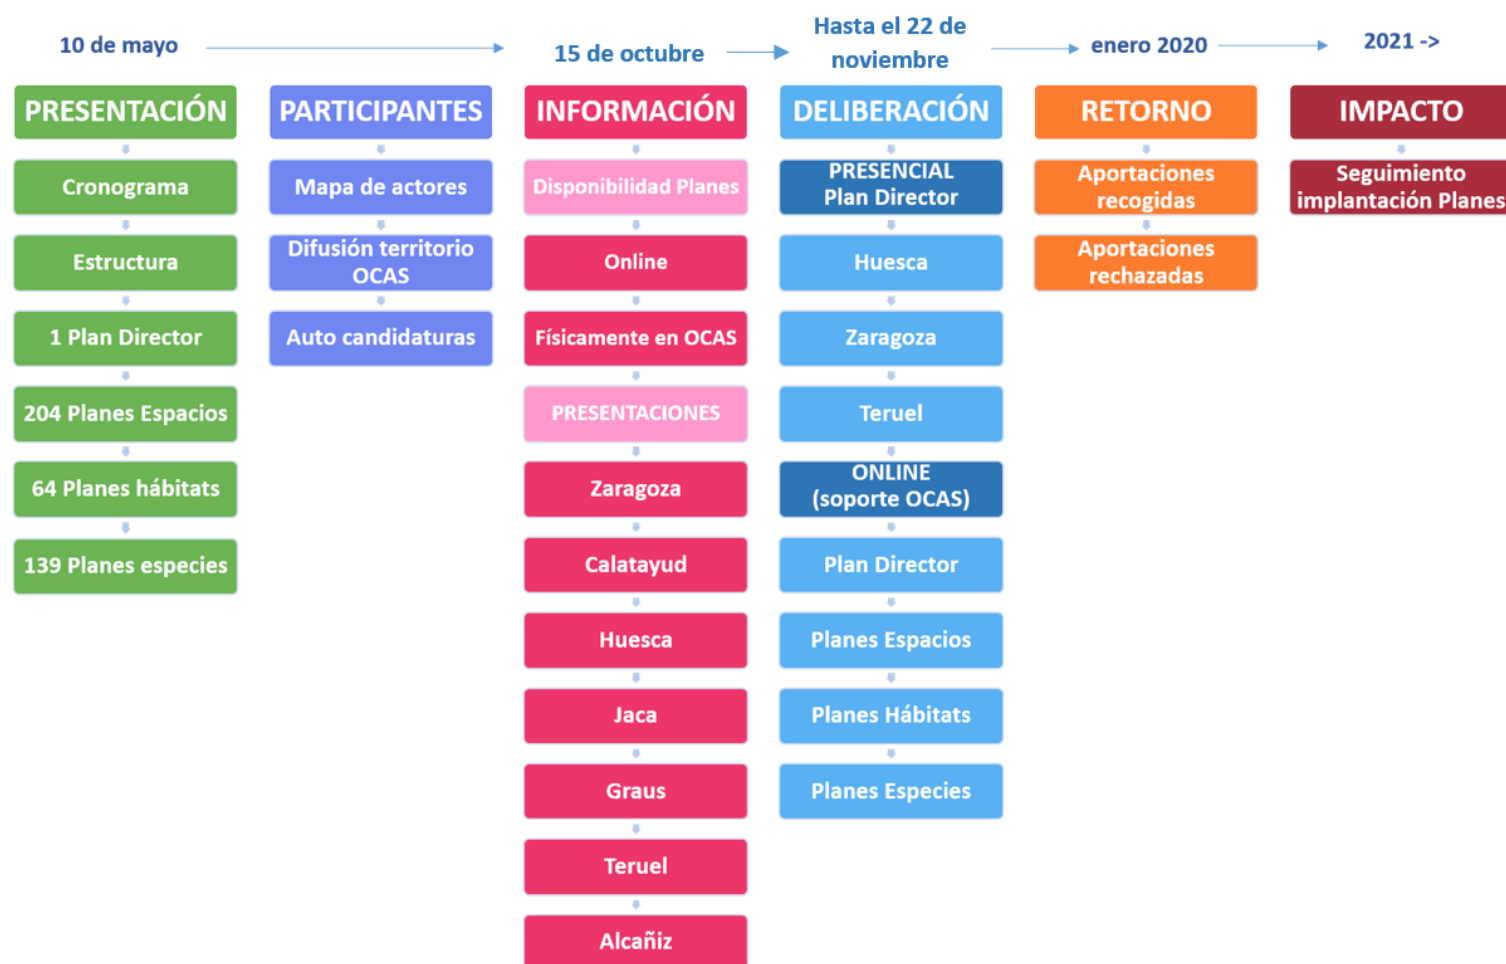 10 de mayo
15 de octubre
Hasta el 22 de
noviembre
enero 2020
2021 ->
PRESENTACIÓN
Cronograma
Estructura
1 Plan Director
204 Planes Espacios
64 Planes hábitats
139 Planes especies
PARTICIPANTES
Mapa de actores
Difusión territorio
OCAS
Auto candidaturas
INFORMACIÓN
Disponibilidad Planes
Online
Físicamente en OCAS
PRESENTACIONES
Zaragoza
Calatayud
Huesca
Jaca
Graus
Teruel
Alcañiz
DELIBERACIÓN
PRESENCIAL
Plan Director
Huesca
Zaragoza
Teruel
ONLINE
(soporte OCAS)
Plan Director
Planes Espacios
Planes Hábitats
Planes Especies
RETORNO
Aportaciones
recogidas
Aportaciones
rechazadas
IMPACTO
Seguimiento
implantación Planes